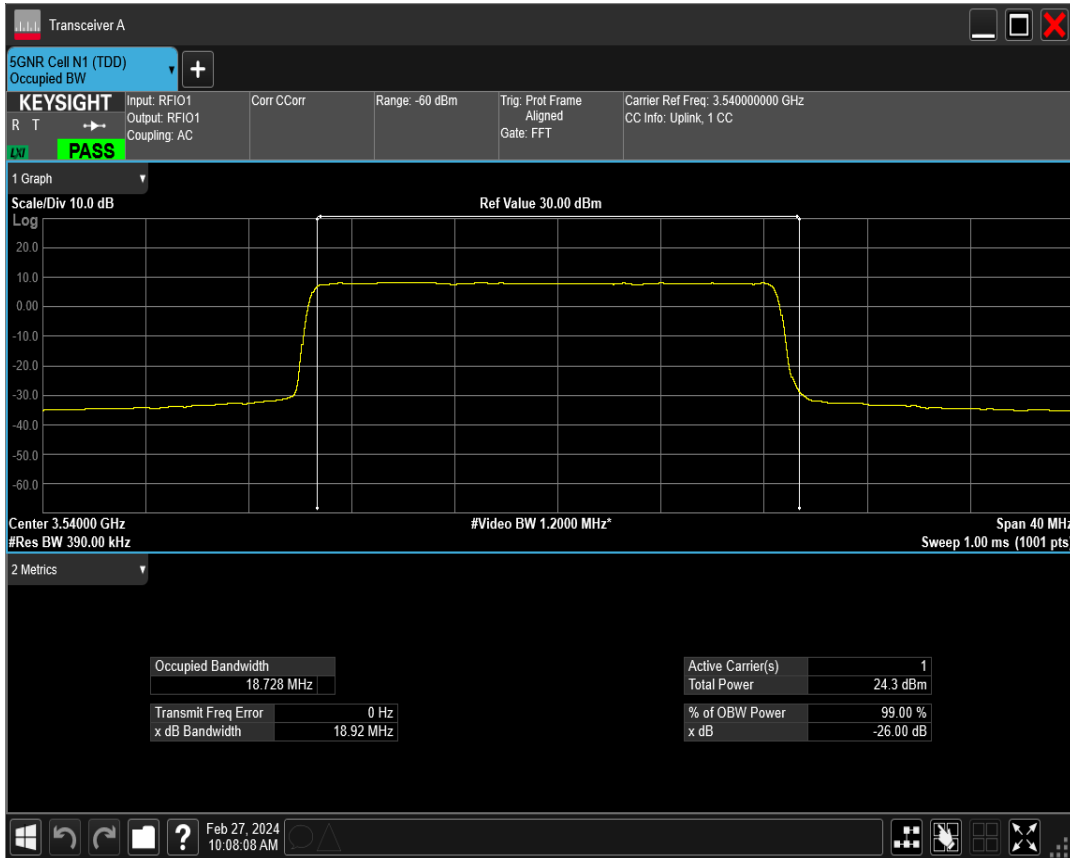 Transceiver A
5GNR Cell N1 (TDD)
Occupied BW
+
KEYSIGHT
R T
LXI
PASS
Input: RFIO1
Output: RFIO1
Coupling: AC
Corr CCorr
Range: -60 dBm
Trig: Prot Frame
Aligned
Gate: FFT
Carrier Ref Freq: 3.540000000 GHz
CC Info: Uplink, 1 CC
1 Graph
Scale/Div 10.0 dB
Ref Value 30.00 dBm
Log
20.0
10.0
0.00
-10.0
-20.0
-30.0
-40.0
-50.0
-60.0
Center 3.54000 GHz
#Video BW 1.2000 MHz*
Span 40 MHz
#Res BW 390.00 kHz
Sweep 1.00 ms (1001 pts)
2 Metrics
Occupied Bandwidth
18.728 MHz
Transmit Freq Error 0 Hz
x dB Bandwidth 18.92 MHz
Active Carrier(s) 1
Total Power 24.3 dBm
% of OBW Power 99.00 %
x dB -26.00 dB
?
Feb 27, 2024
10:08:08 AM